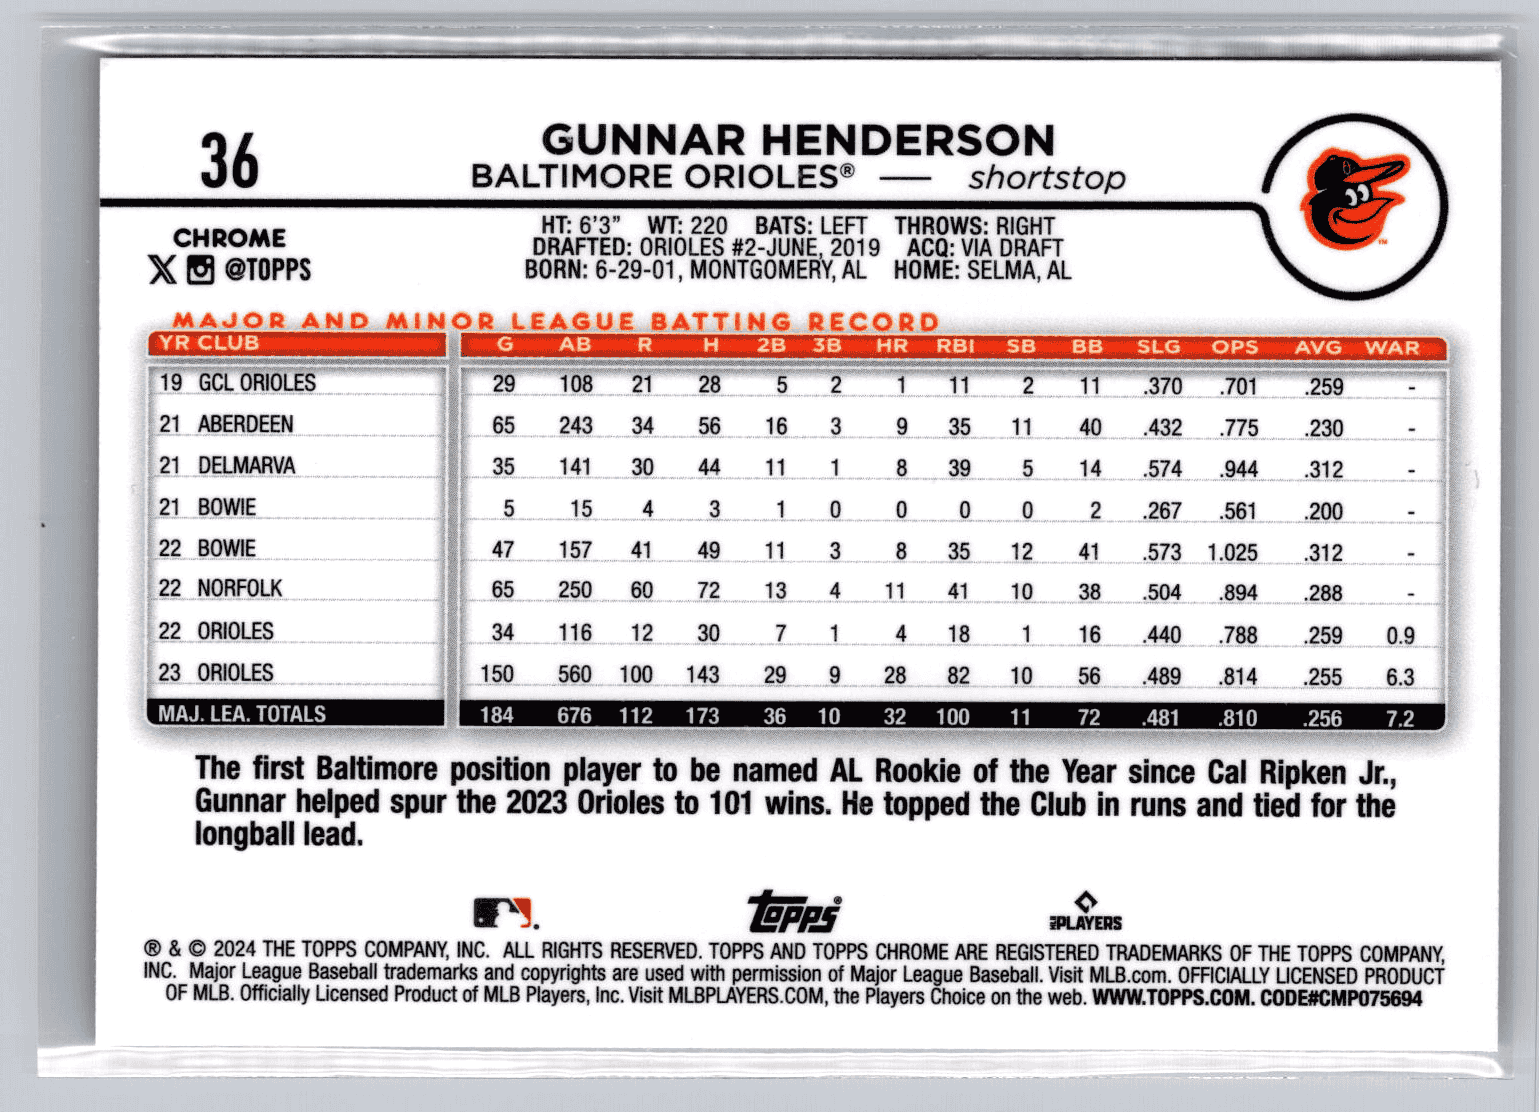 36
GUNNAR HENDERSON
BALTIMORE ORIOLES® — shortstop
CHROME
X @TOPPS
HT: 6'3" WT: 220 BATS: LEFT THROWS: RIGHT
DRAFTED: ORIOLES #2-JUNE, 2019 ACQ: VIA DRAFT
BORN: 6-29-01, MONTGOMERY, AL HOME: SELMA, AL
TM
MAJOR AND MINOR LEAGUE BATTING RECORD
YR CLUB G AB R H 2B 3B HR RBI SB BB SLG OPS AVG WAR
19 GCL ORIOLES 29 108 21 28 5 2 1 11 2 11 .370 .701 .259 -
21 ABERDEEN 65 243 34 56 16 3 9 35 11 40 .432 .775 .230 -
21 DELMARVA 35 141 30 44 11 1 8 39 5 14 .574 .944 .312 -
21 BOWIE 5 15 4 3 1 0 0 0 0 2 .267 .561 .200 -
22 BOWIE 47 157 41 49 11 3 8 35 12 41 .573 1.025 .312 -
22 NORFOLK 65 250 60 72 13 4 11 41 10 38 .504 .894 .288 -
22 ORIOLES 34 116 12 30 7 1 4 18 1 16 .440 .788 .259 0.9
23 ORIOLES 150 560 100 143 29 9 28 82 10 56 .489 .814 .255 6.3
MAJ. LEA. TOTALS 184 676 112 173 36 10 32 100 11 72 .481 .810 .256 7.2
The first Baltimore position player to be named AL Rookie of the Year since Cal Ripken Jr.,
Gunnar helped spur the 2023 Orioles to 101 wins. He topped the Club in runs and tied for the
longball lead.
Topps® PLAYERS
® & © 2024 THE TOPPS COMPANY, INC. ALL RIGHTS RESERVED. TOPPS AND TOPPS CHROME ARE REGISTERED TRADEMARKS OF THE TOPPS COMPANY,
INC. Major League Baseball trademarks and copyrights are used with permission of Major League Baseball. Visit MLB.com. OFFICIALLY LICENSED PRODUCT
OF MLB. Officially Licensed Product of MLB Players, Inc. Visit MLBPLAYERS.COM, the Players Choice on the web. WWW.TOPPS.COM. CODE#CMP075694